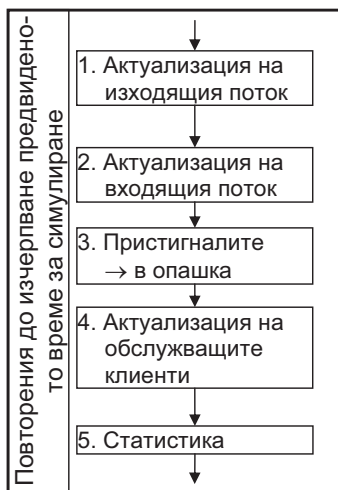 Повторения до изчерпване предвидено-
то време за симулиране
1. Актуализация на
изходящия поток
2. Актуализация на
входящия поток
3. Пристигналите
→ в опашка
4. Актуализация на
обслужващите
клиенти
5. Статистика